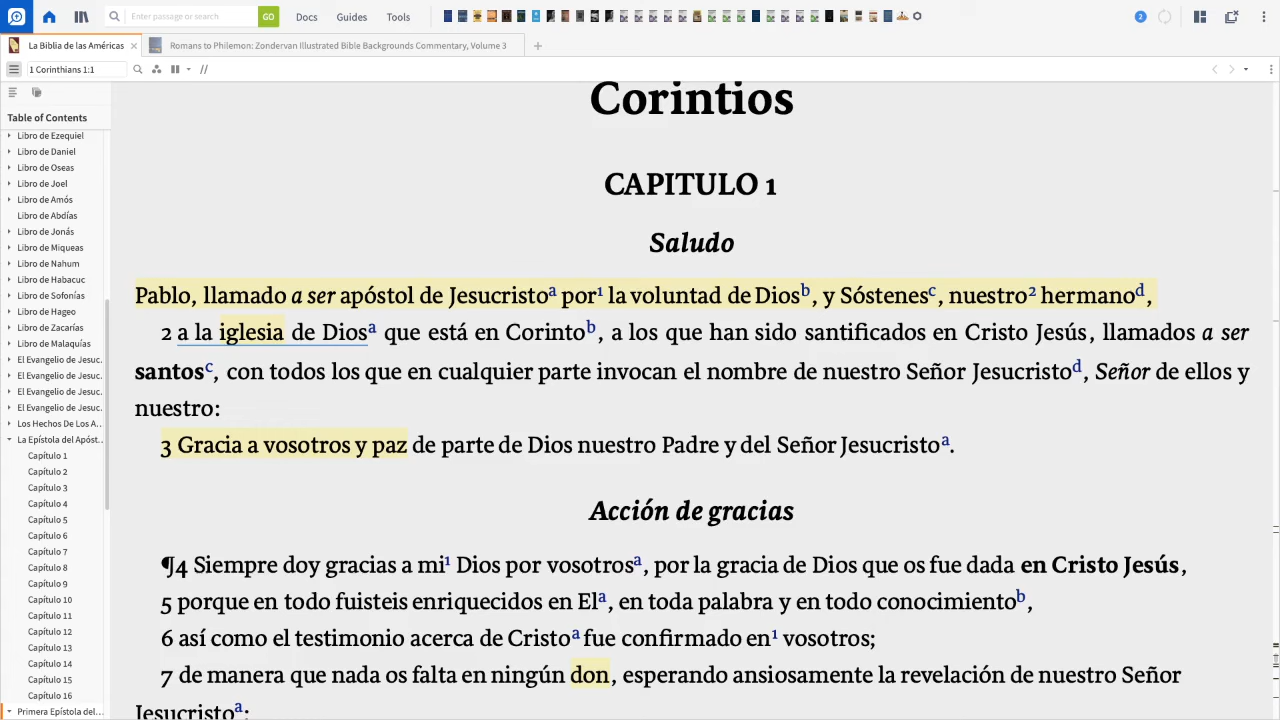 Enter passage or search
GO
Docs
Guides
Tools
2
La Biblia de las Américas
Romans to Philemon: Zondervan Illustrated Bible Backgrounds Commentary, Volume 3
1 Corinthians 1:1
Table of Contents
Libro de Ezequiel
Libro de Daniel
Libro de Oseas
Libro de Joel
Libro de Amós
Libro de Abdías
Libro de Jonás
Libro de Miqueas
Libro de Nahum
Libro de Habacuc
Libro de Sofonías
Libro de Hageo
Libro de Zacarías
Libro de Malaquías
El Evangelio de Jesuc.
El Evangelio de Jesuc.
El Evangelio de Jesuc.
El Evangelio de Jesuc.
Los Hechos De Los A..
La Epístola del Apóst..
Capítulo 1
Capítulo 2
Capítulo 3
Capítulo 4
Capítulo 5
Capítulo 6
Capítulo 7
Capítulo 8
Capítulo 9
Capítulo 10
Capítulo 11
Capítulo 12
Capítulo 13
Capítulo 14
Capítulo 15
Capítulo 16
Primera Epístola del...
Corintios
CAPITULO 1
Saludo
Pablo, llamado a ser apóstol de Jesucristoa por1 la voluntad de Diosb, y Sóstenesc, nuestro2 hermanod,
2 a la iglesia de Diosa que está en Corintob, a los que han sido santificados en Cristo Jesús, llamados a ser
santosc, con todos los que en cualquier parte invocan el nombre de nuestro Señor Jesucristod, Señor de ellos y
nuestro:
3 Gracia a vosotros y paz de parte de Dios nuestro Padre y del Señor Jesucristoa.
Acción de gracias
¶4 Siempre doy gracias a mi1 Dios por vosotrosa, por la gracia de Dios que os fue dada en Cristo Jesús,
5 porque en todo fuisteis enriquecidos en Ela, en toda palabra y en todo conocimientob,
6 así como el testimonio acerca de Cristoa fue confirmado en1 vosotros;
7 de manera que nada os falta en ningún don, esperando ansiosamente la revelación de nuestro Señor
Jesucristoa;